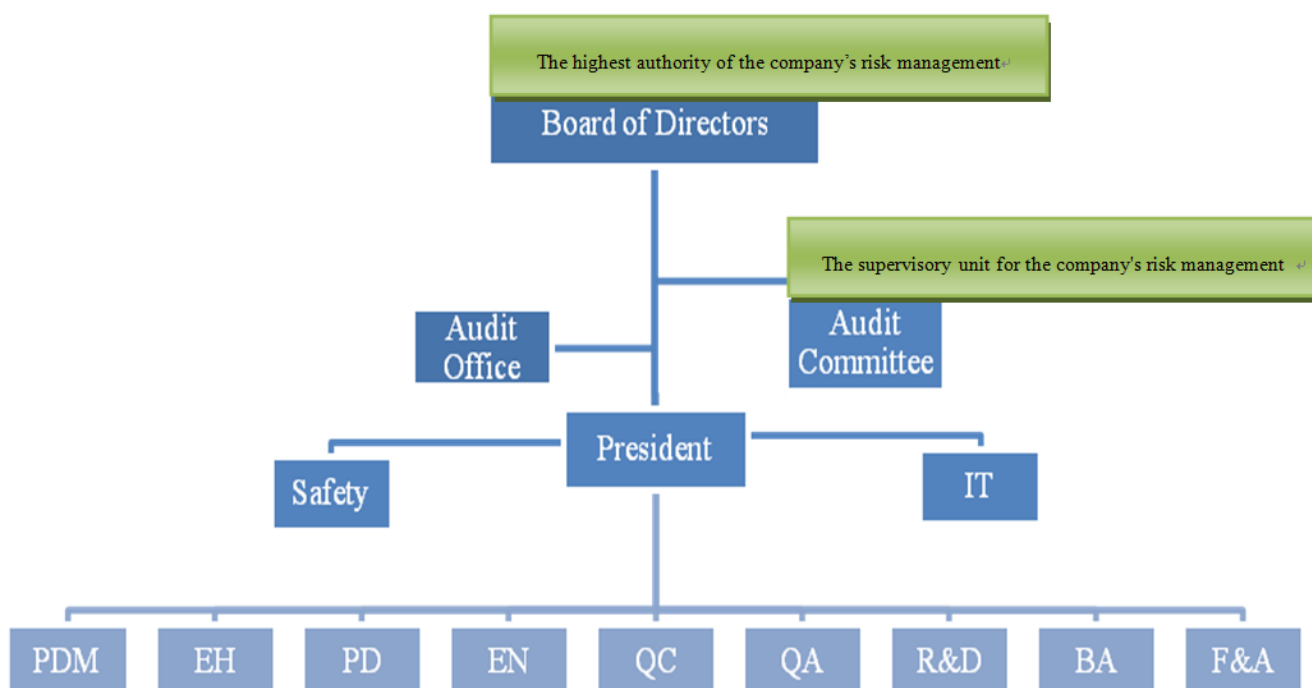 The highest authority of the company's risk management↵
Board of Directors
The supervisory unit for the company's risk management ↵
Audit
Office
Audit
Committee
President
Safety
IT
PDM
EH
PD
EN
QC
QA
R&D
BA
F&A